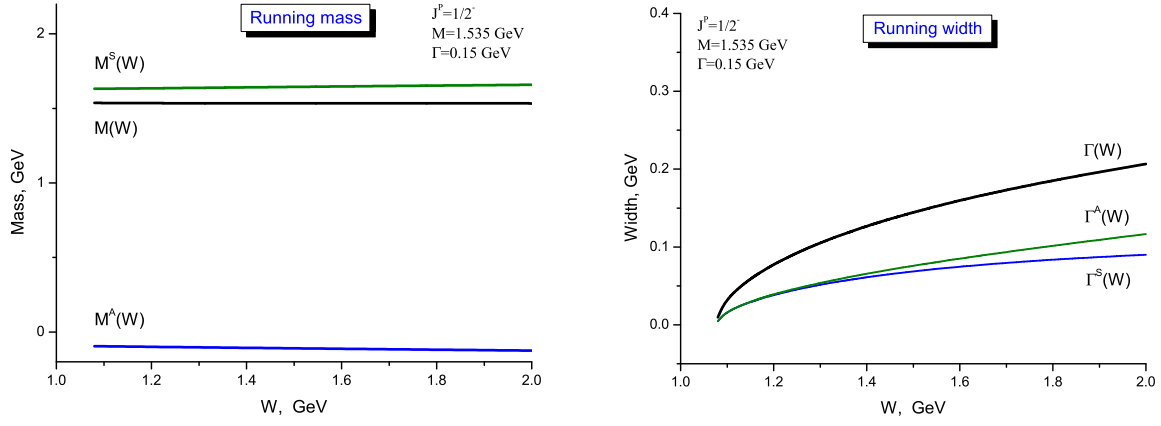 Running mass
J^P=1/2^-
M=1.535 GeV
Γ=0.15 GeV
M^S(W)
M(W)
M^A(W)
Mass, GeV
2
1
0
1.0 1.2 1.4 1.6 1.8 2.0
W, GeV
J^P=1/2^-
M=1.535 GeV
Γ=0.15 GeV
Running width
Γ(W)
Γ^A(W)
Γ^S(W)
Width, GeV
0.4
0.3
0.2
0.1
0.0
1.0 1.2 1.4 1.6 1.8 2.0
W, GeV